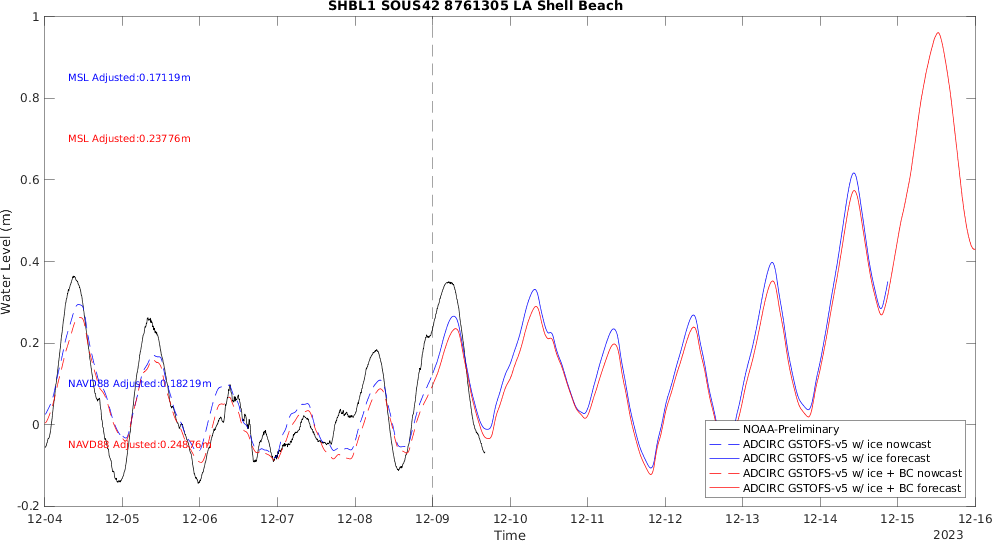 SHBL1 SOUS42 8761305 LA Shell Beach
1
0.8
0.6
0.4
0.2
0
-0.2
Water Level (m)
MSL Adjusted:0.17119m
MSL Adjusted:0.23776m
NAVD88 Adjusted:0.18219m
NAVD88 Adjusted:0.24876m
NOAA-Preliminary
ADCIRC GSTOFS-v5 w/ ice nowcast
ADCIRC GSTOFS-v5 w/ ice forecast
ADCIRC GSTOFS-v5 w/ ice + BC nowcast
ADCIRC GSTOFS-v5 w/ ice + BC forecast
12-04 12-05 12-06 12-07 12-08 12-09 12-10 12-11 12-12 12-13 12-14 12-15 12-16
Time
2023